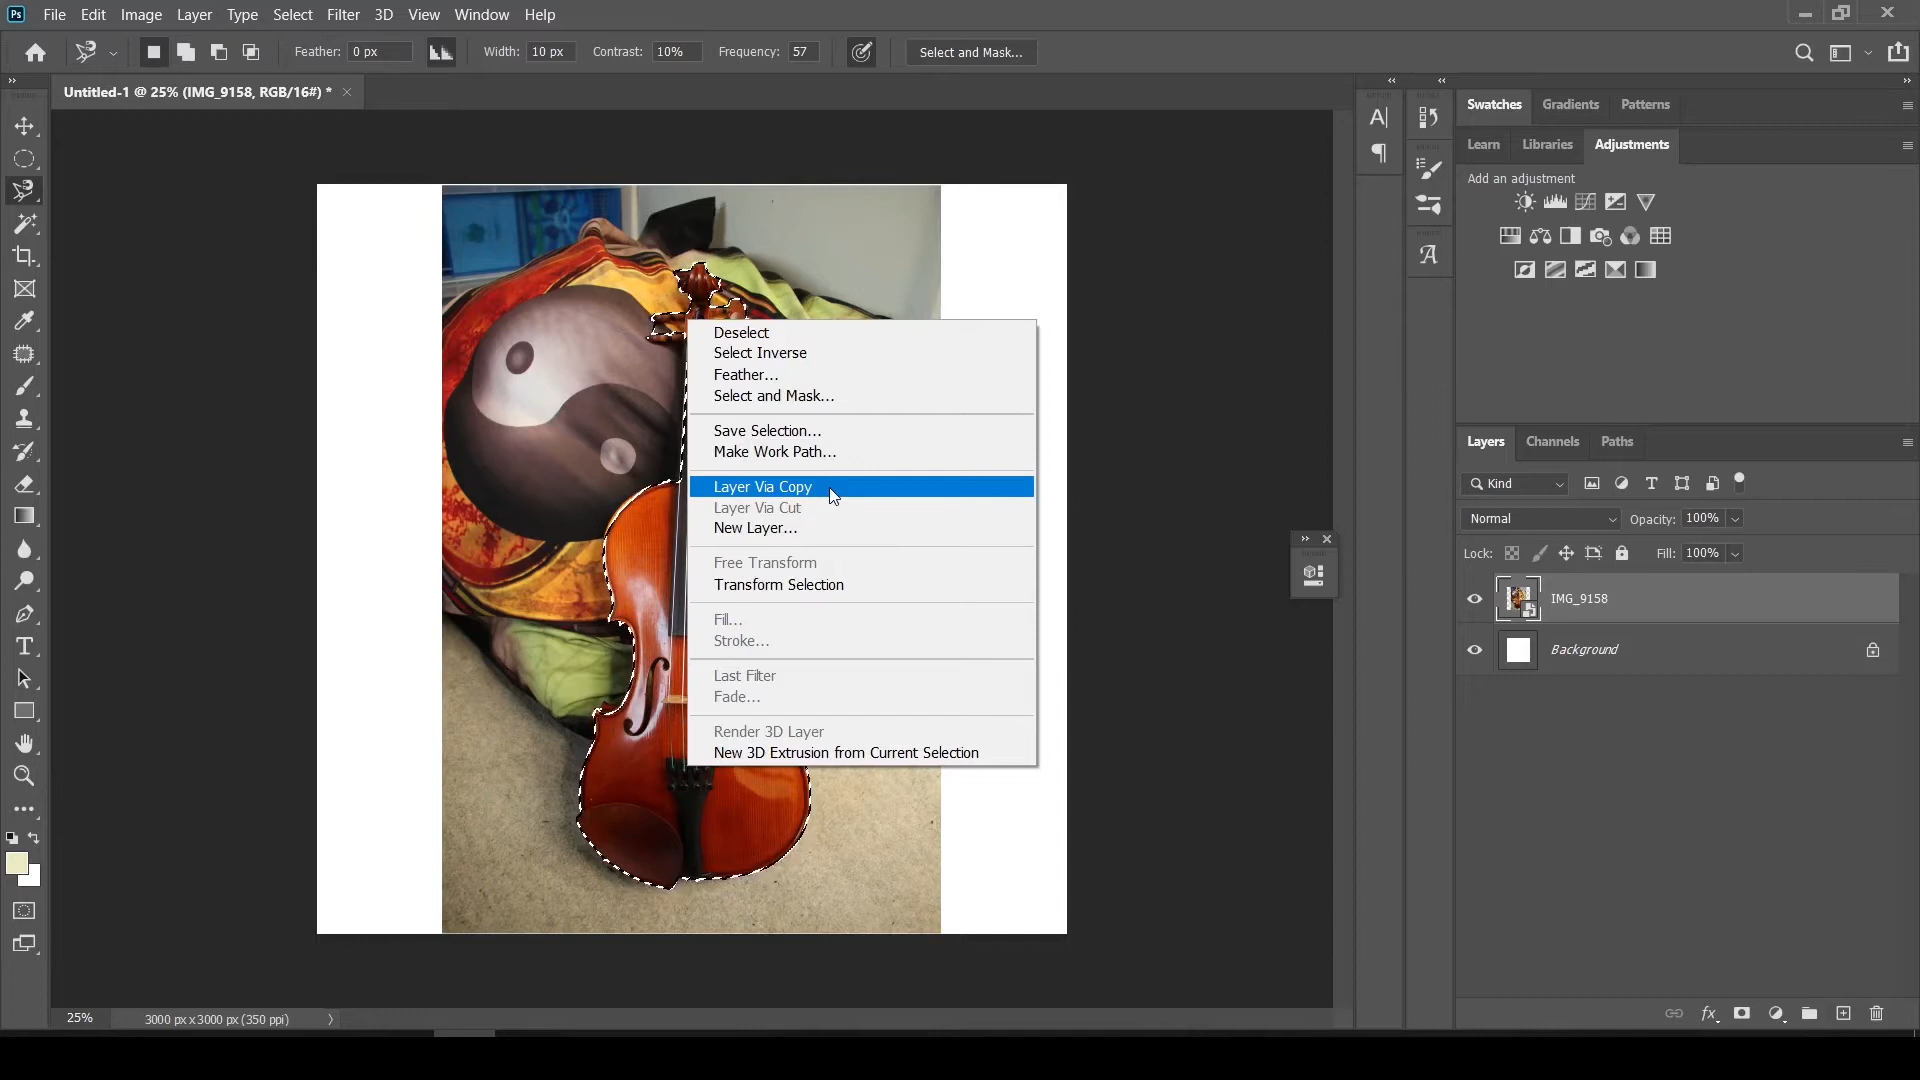 Ps File Edit Image Layer Type Select Filter 3D View Window Help
Feather: 0 px Width: 10 px Contrast: 10% Frequency: 57 Select and Mask...
Untitled-1 @ 25% (IMG_9158, RGB/16#) *
Swatches Gradients Patterns
Learn Libraries Adjustments
Add an adjustment
Deselect
Select Inverse
Feather...
Select and Mask...
Save Selection...
Make Work Path...
Layer Via Copy
Layer Via Cut
New Layer...
Free Transform
Transform Selection
Fill...
Stroke...
Last Filter
Fade...
Render 3D Layer
New 3D Extrusion from Current Selection
Layers Channels Paths
Kind
Normal Opacity: 100%
Lock: Fill: 100%
IMG_9158
Background
25% 3000 px x 3000 px (350 ppi)